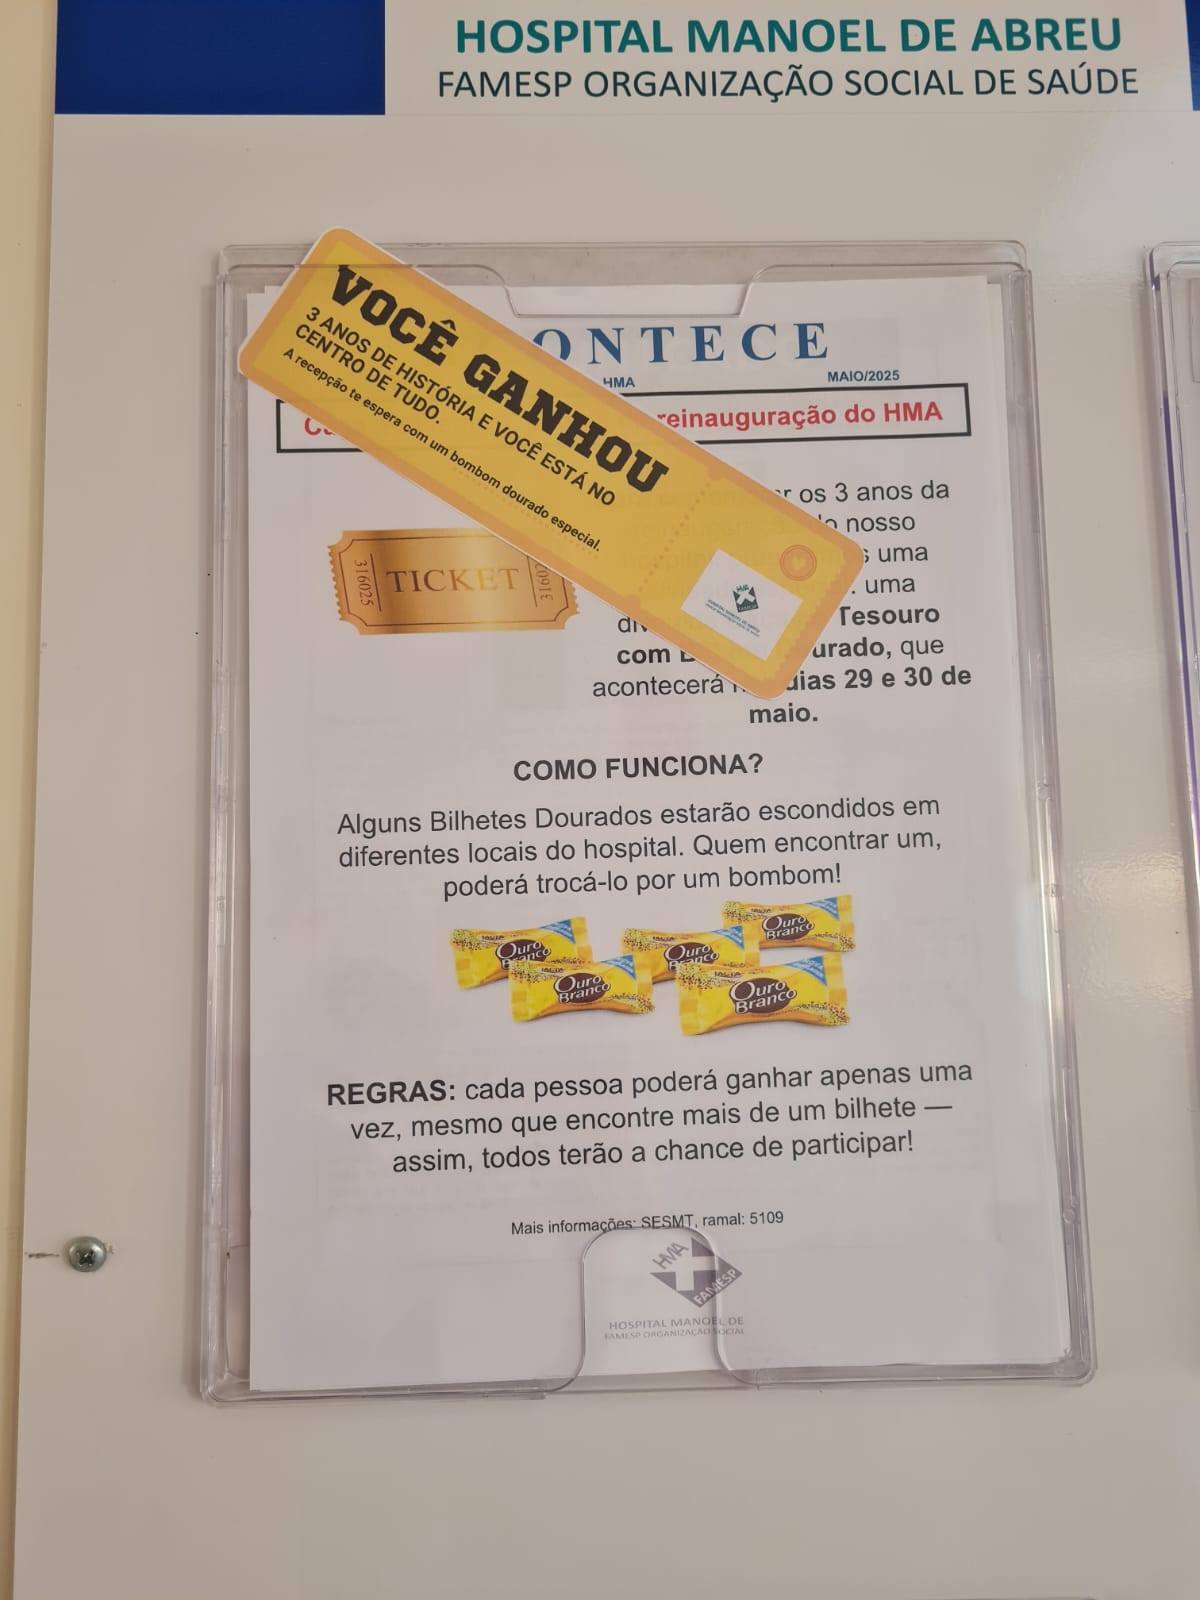 HOSPITAL MANOEL DE ABREU
FAMESP ORGANIZAÇÃO SOCIAL DE SAÚDE
VOCÊ GANHOU
3 ANOS DE HISTÓRIA E VOCÊ ESTÁ NO
CENTRO DE TUDO.
A recepção te espera com um bombom dourado especial.
ONTECE
HMA
MAIO/2025
reinauguração do HMA
os 3 anos da
nosso
uma
uma
Tesouro
com
urado, que
acontecerá
dias 29 e 30 de
maio.
316025
TICKET
COMO FUNCIONA?
Alguns Bilhetes Dourados estarão escondidos em
diferentes locais do hospital. Quem encontrar um,
poderá trocá-lo por um bombom!
Ouro
Branco
Ouro
Branco
Ouro
Branco
Ouro
Branco
Ouro
Branco
REGRAS: cada pessoa poderá ganhar apenas uma
vez, mesmo que encontre mais de um bilhete —
assim, todos terão a chance de participar!
Mais informações: SESMT, ramal: 5109
HMA
FAMESP
HOSPITAL MANOEL DE
FAMESP ORGANIZAÇÃO SOCIAL